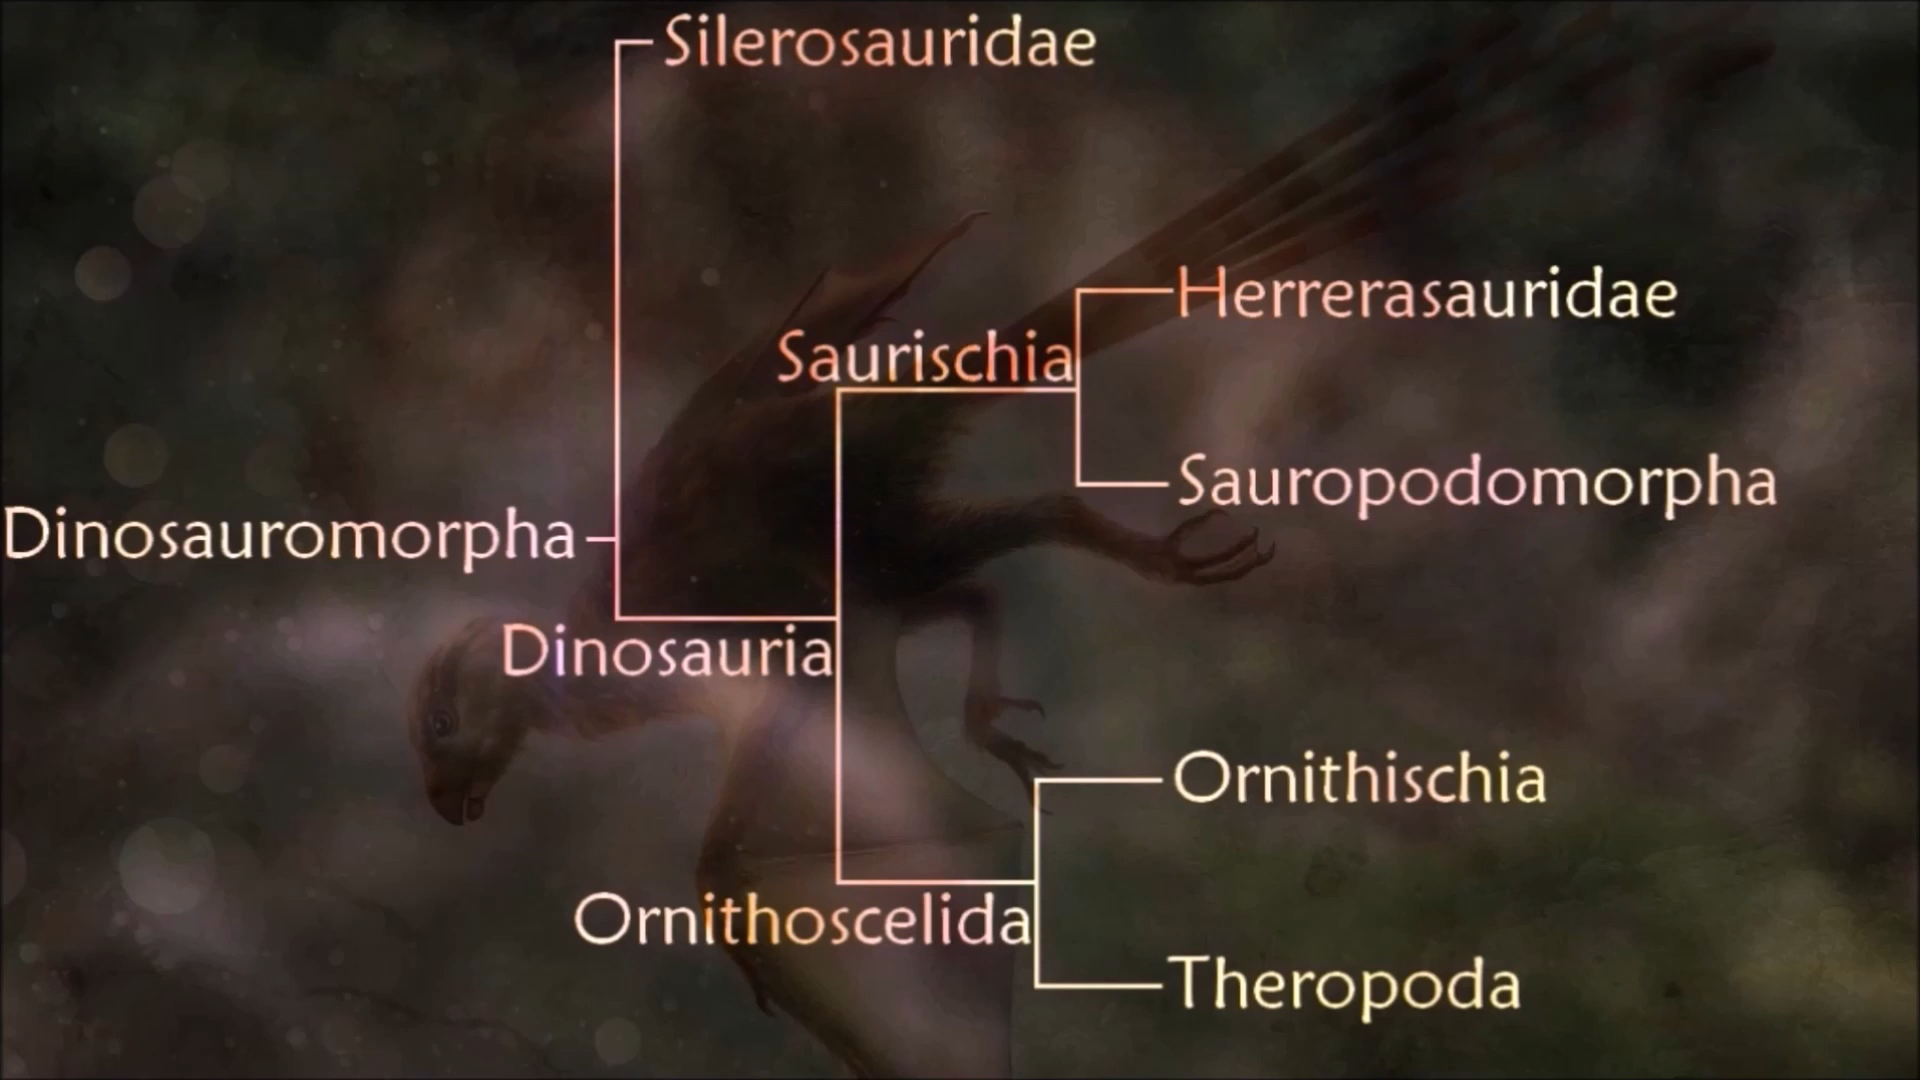 Silerosauridae
Herrerasauridae
Saurischia
Sauropodomorpha
Dinosauromorpha
Dinosauria
Ornithischia
Ornithoscelida
Theropoda